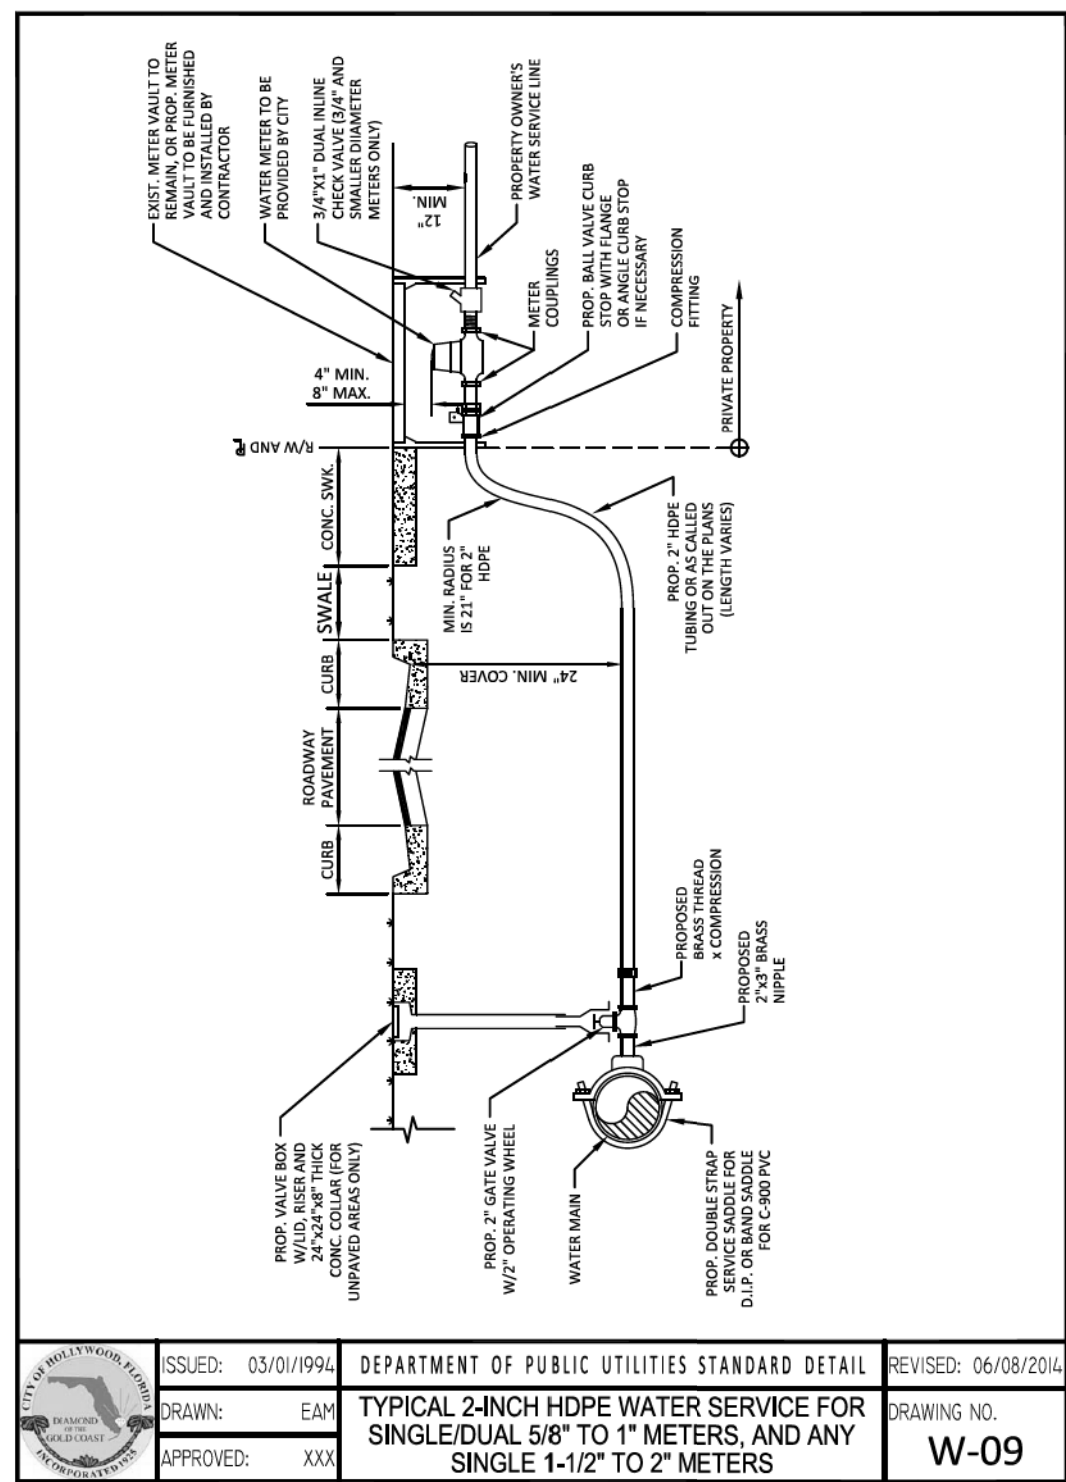 EXIST. METER VAULT TO
REMAIN, OR PROP. METER
VAULT TO BE FURNISHED
AND INSTALLED BY
CONTRACTOR
WATER METER TO BE
PROVIDED BY CITY
3/4"X1" DUAL INLINE
CHECK VALVE (3/4" AND
SMALLER DIIAMETER
METERS ONLY)
12"
MIN.
PROPERTY OWNER'S
WATER SERVICE LINE
METER
COUPLINGS
PROP. BALL VALVE CURB
STOP WITH FLANGE
OR ANGLE CURB STOP
IF NECESSARY
COMPRESSION
FITTING
4" MIN.
8" MAX.
PRIVATE PROPERTY
R/W AND
CONC. SWK.
SWALE
CURB
ROADWAY
PAVEMENT
CURB
MIN. RADIUS
IS 21" FOR 2"
HDPE
24" MIN. COVER
PROP. 2" HDPE
TUBING OR AS CALLED
OUT ON THE PLANS
(LENGTH VARIES)
PROPOSED
BRASS THREAD
x COMPRESSION
PROPOSED
2"x3" BRASS
NIPPLE
PROP. VALVE BOX
W/LID, RISER AND
24"x24"x8" THICK
CONC. COLLAR (FOR
UNPAVED AREAS ONLY)
PROP. 2" GATE VALVE
W/2" OPERATING WHEEL
WATER MAIN
PROP. DOUBLE STRAP
SERVICE SADDLE FOR
D.I.P. OR BAND SADDLE
FOR C-900 PVC
CITY OF HOLLYWOOD, FLORIDA
DIAMOND
OF THE
GOLD COAST
INCORPORATED 1925
ISSUED: 03/01/1994
DRAWN: EAM
APPROVED: XXX
DEPARTMENT OF PUBLIC UTILITIES STANDARD DETAIL
TYPICAL 2-INCH HDPE WATER SERVICE FOR
SINGLE/DUAL 5/8" TO 1" METERS, AND ANY
SINGLE 1-1/2" TO 2" METERS
REVISED: 06/08/2014
DRAWING NO.
W-09